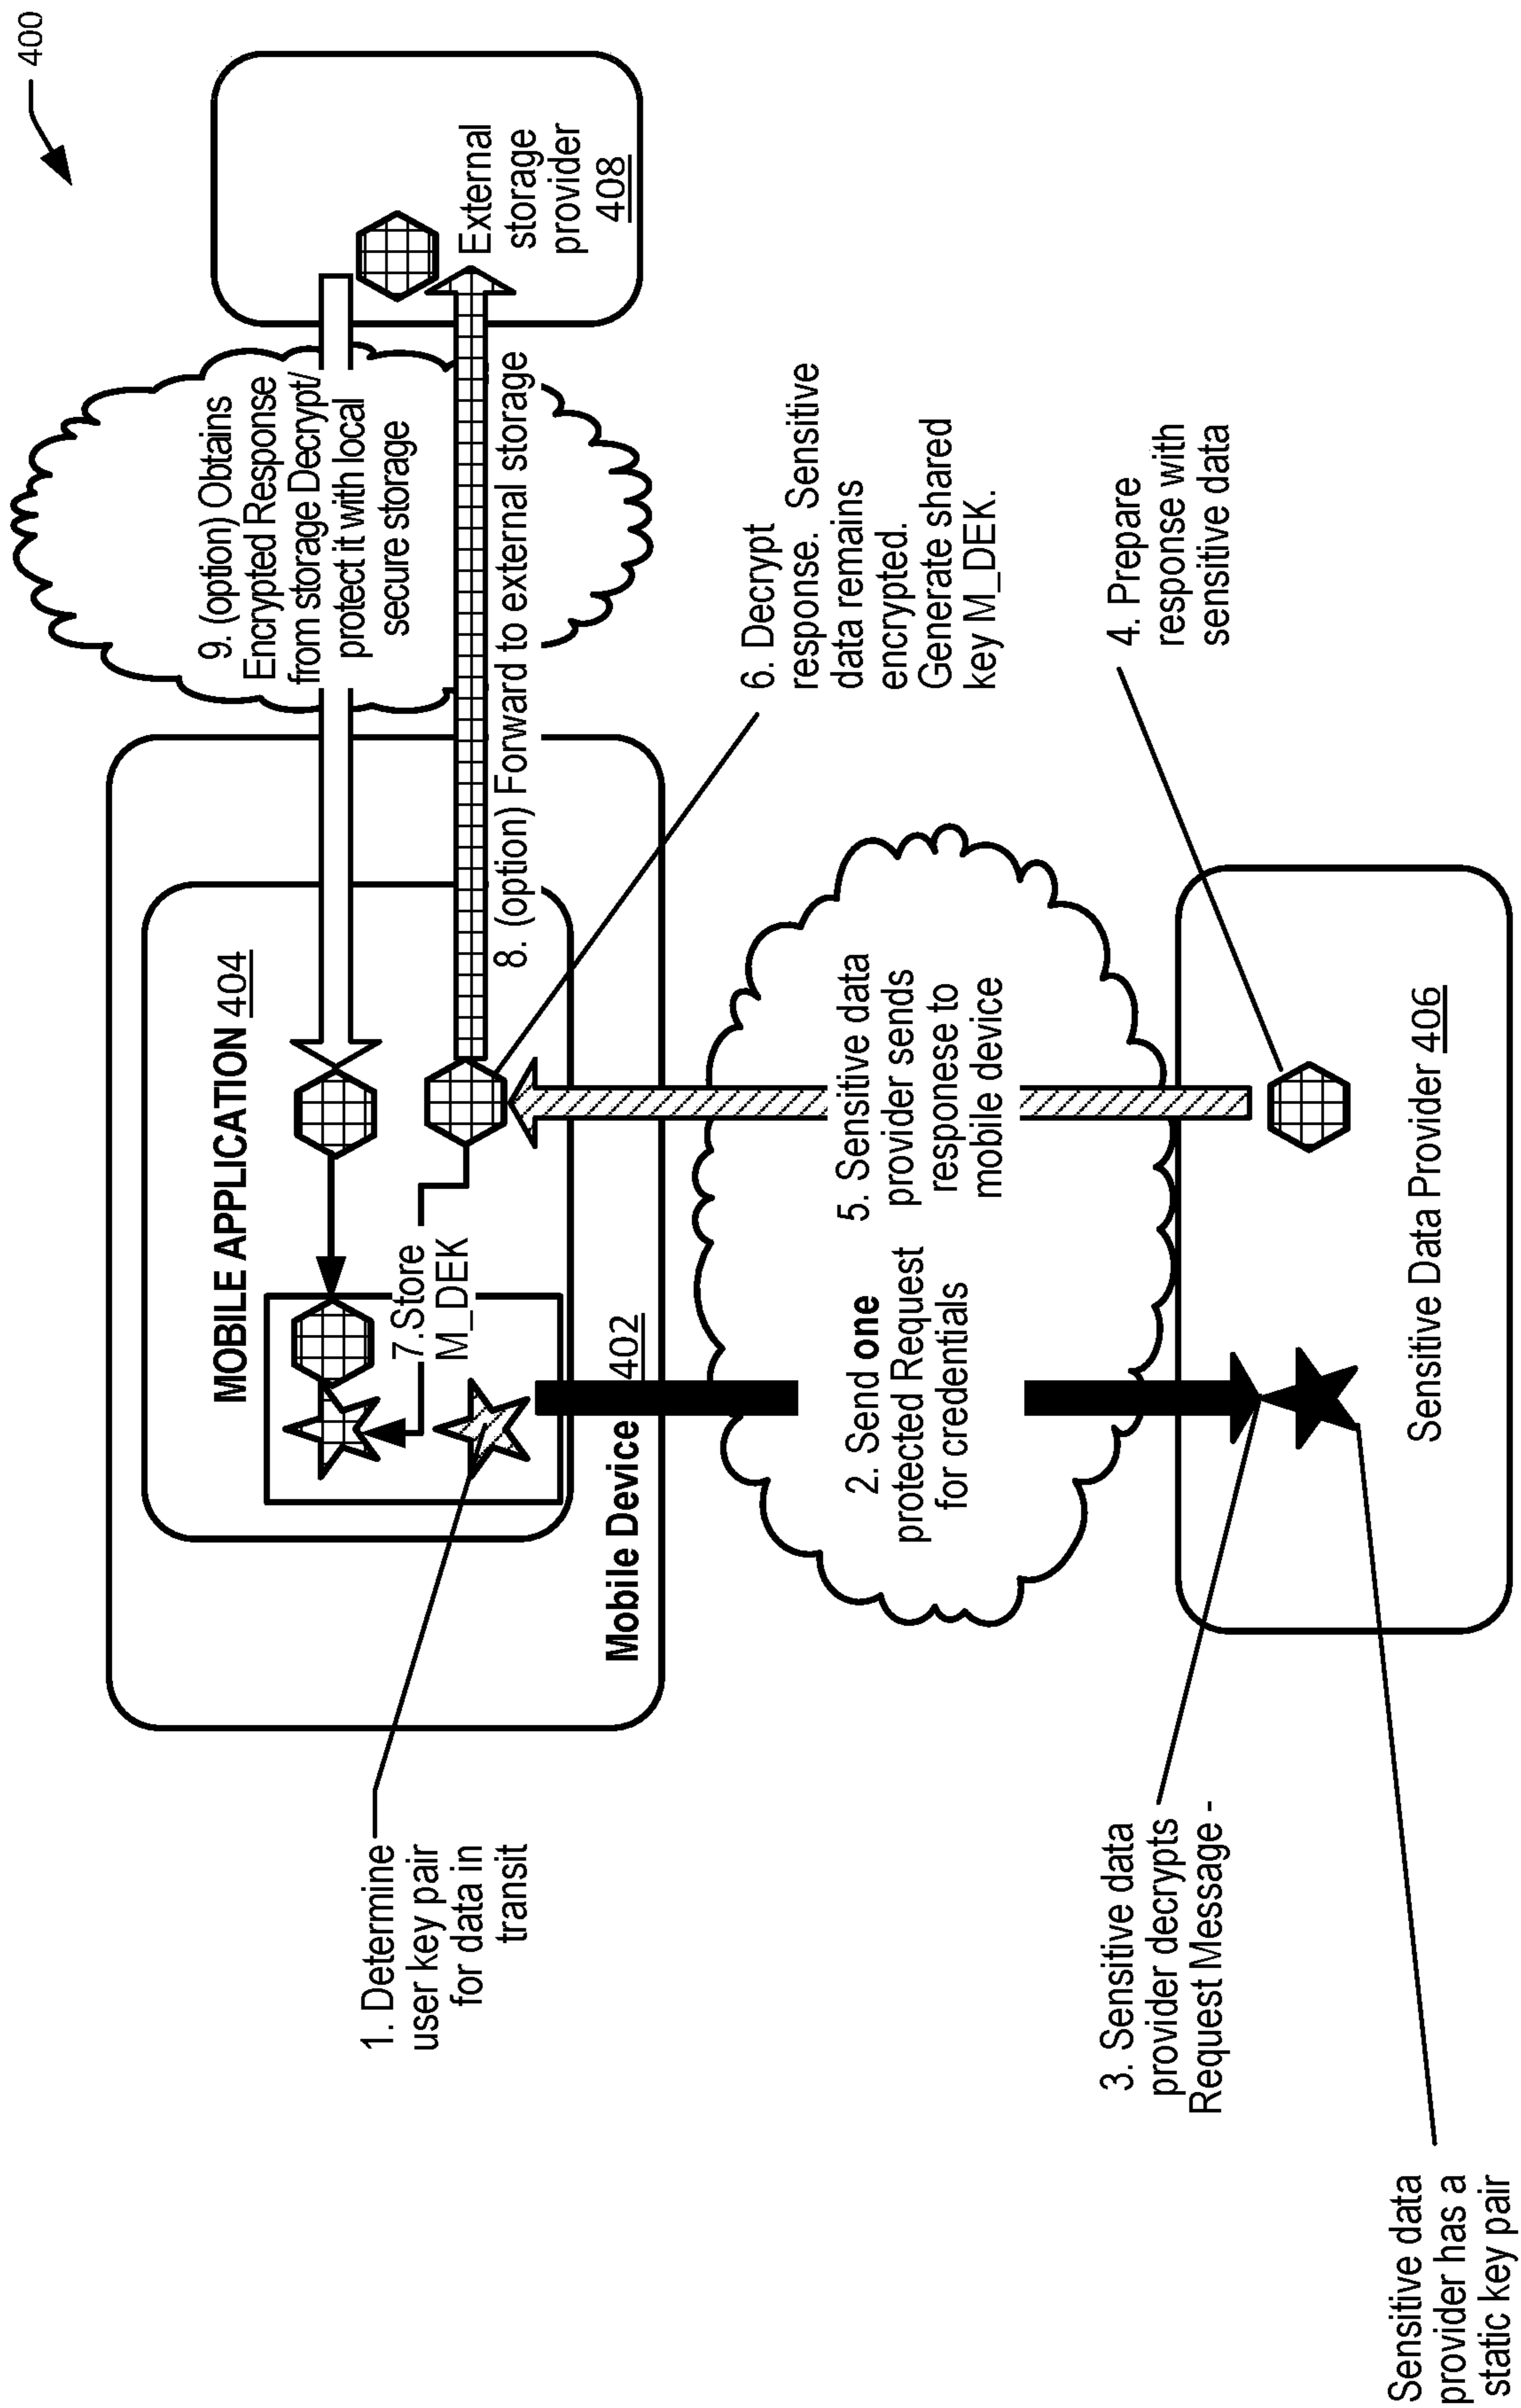 400
MOBILE APPLICATION 404
7.Store
M_DEK
Mobile Device 402
9. (option) Obtains
Encrypted Response
from storage Decrypt/
protect it with local
secure storage
8. (option) Forward to external storage
External
storage
provider
408
1. Determine
user key pair
for data in
transit
2. Send one
protected Request
for credentials
5. Sensitive data
provider sends
responese to
mobile device
6. Decrypt
response. Sensitive
data remains
encrypted.
Generate shared
key M_DEK.
3. Sensitive data
provider decrypts
Request Message -
4. Prepare
response with
sensitive data
Sensitive Data Provider 406
Sensitive data
provider has a
static key pair